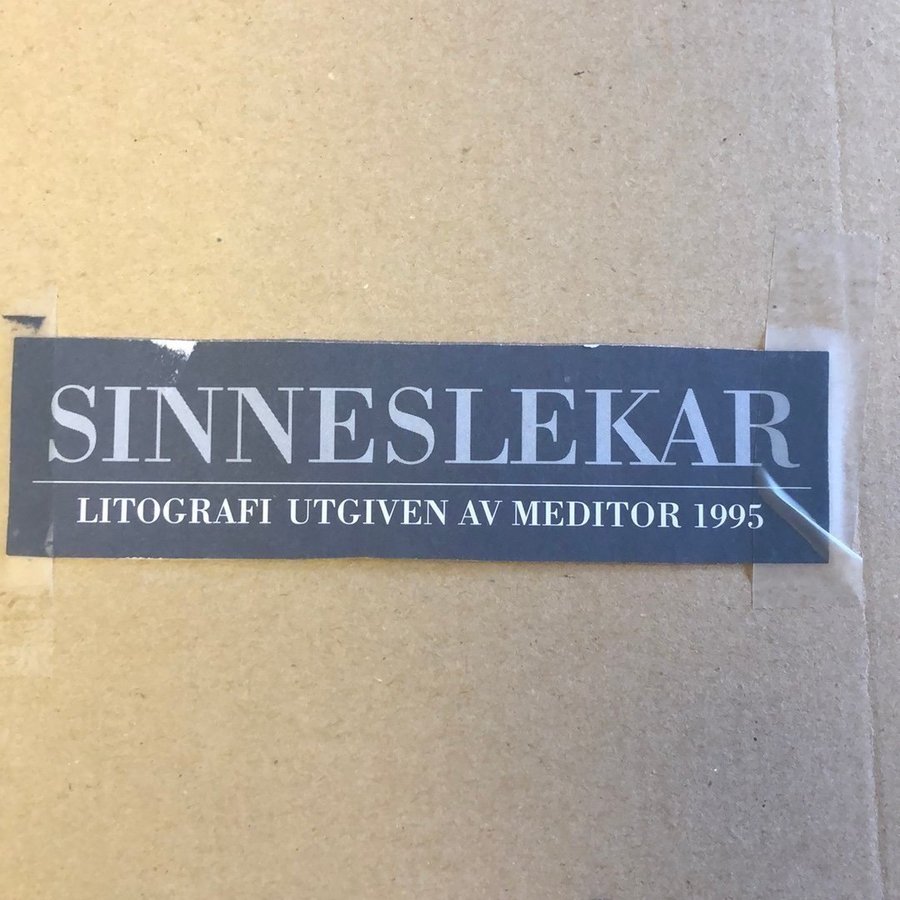 SINNESLEKAR
LITOGRAFI UTGIVEN AV MEDITOR 1995